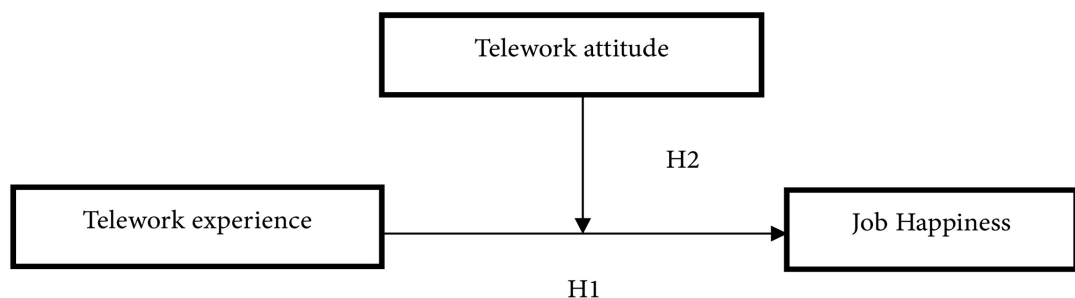 Telework attitude
H2
Telework experience
Job Happiness
H1